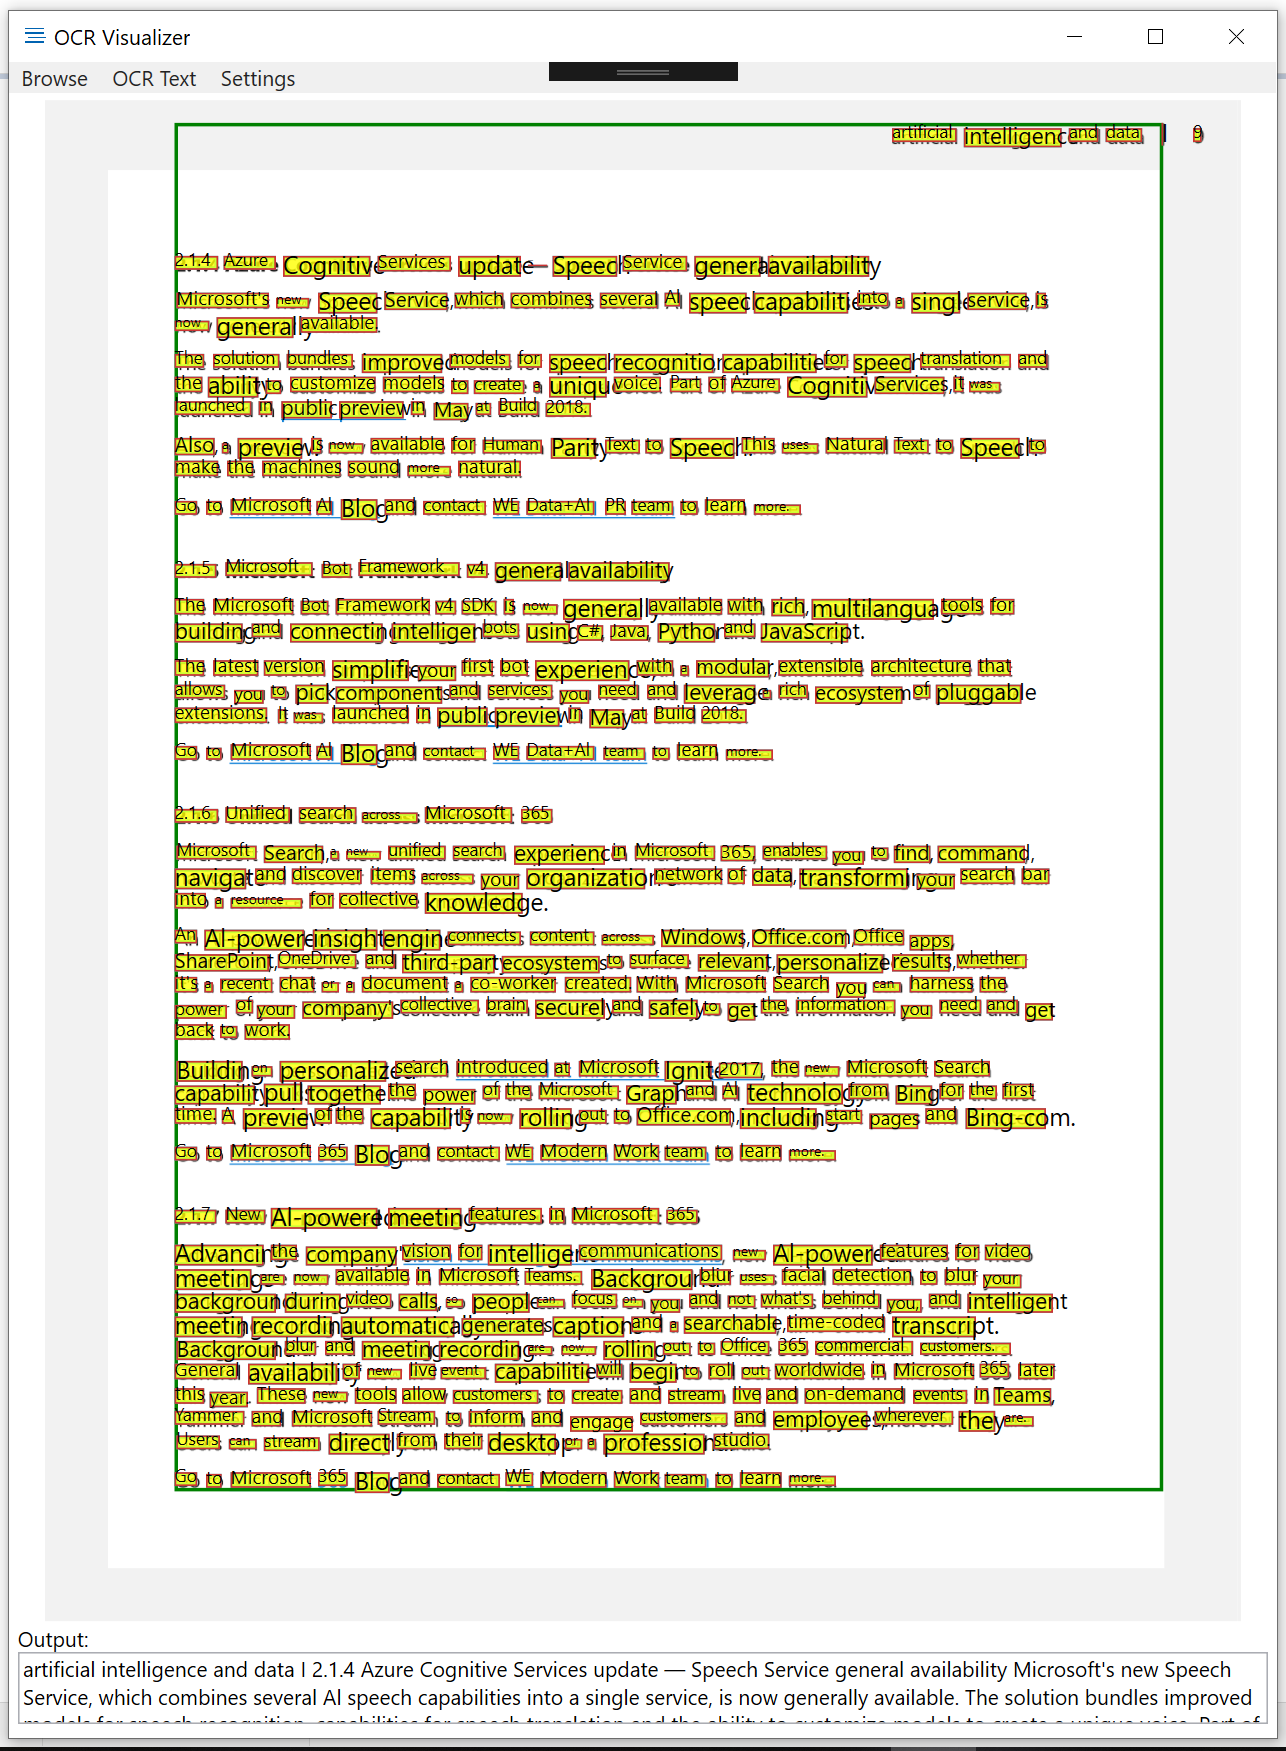 OCR Visualizer
Browse OCR Text Settings
artificial intelligence and data | 9
2.1.4 Azure Cognitive Services update — Speech Service general availability
Microsoft's new Speech Service, which combines several AI speech capabilities into a single service, is
now generally available.
The solution bundles improved models for speech recognition capabilities for speech translation and
the ability to customize models to create a unique voice. Part of Azure Cognitive Services, it was
launched in public preview in May at Build 2018.
Also, a preview is now available for Human Parity Text to Speech. This uses Natural Text to Speech to
make the machines sound more natural.
Go to Microsoft AI Blog and contact WE Data+AI PR team to learn more.
2.1.5 Microsoft Bot Framework v4 general availability
The Microsoft Bot Framework v4 SDK is now generally available with rich, multilanguage tools for
building and connecting intelligent bots using C#, Java, Python and JavaScript.
The latest version simplifies your first bot experience, with a modular, extensible architecture that
allows you to pick components and services you need and leverage a rich ecosystem of pluggable
extensions. It was launched in public preview in May at Build 2018.
Go to Microsoft AI Blog and contact WE Data+AI team to learn more.
2.1.6 Unified search across Microsoft 365
Microsoft Search, a new unified search experience in Microsoft 365, enables you to find, command,
navigate and discover items across your organization network of data, transforming your search bar
into a resource for collective knowledge.
An AI-powered insight engine connects content across Windows, Office.com, Office apps,
SharePoint, OneDrive and third-party ecosystems to surface relevant, personalized results, whether
it's a recent chat or a document a co-worker created. With Microsoft Search you can harness the
power of your company's collective brain securely and safely to get the information you need and get
back to work.
Building on personalized search introduced at Microsoft Ignite 2017, the new Microsoft Search
capability pulls together the power of the Microsoft Graph and AI technology from Bing for the first
time. A preview of the capability is now rolling out to Office.com, including start pages and Bing-com.
Go to Microsoft 365 Blog and contact WE Modern Work team to learn more.
2.1.7 New AI-powered meeting features in Microsoft 365
Advancing the company's vision for intelligent communications, new AI-powered features for video
meetings are now available in Microsoft Teams. Background blur uses facial detection to blur your
background during video calls, so people can focus on you and not what's behind you, and intelligent
meeting recording automatically generates captions and a searchable, time-coded transcript.
Background blur and meeting recording are now rolling out to Office 365 commercial customers.
General availability of new live event capabilities will begin to roll out worldwide in Microsoft 365 later
this year. These new tools allow customers to create and stream live and on-demand events in Teams,
Yammer and Microsoft Stream to inform and engage customers and employees, wherever they are.
Users can stream directly from their desktop or a professional studio.
Go to Microsoft 365 Blog and contact WE Modern Work team to learn more.
Output:
artificial intelligence and data I 2.1.4 Azure Cognitive Services update — Speech Service general availability Microsoft's new Speech
Service, which combines several Al speech capabilities into a single service, is now generally available. The solution bundles improved
models for speech recognition capabilities for speech translation and the ability to customize models to create a unique voice. Part of